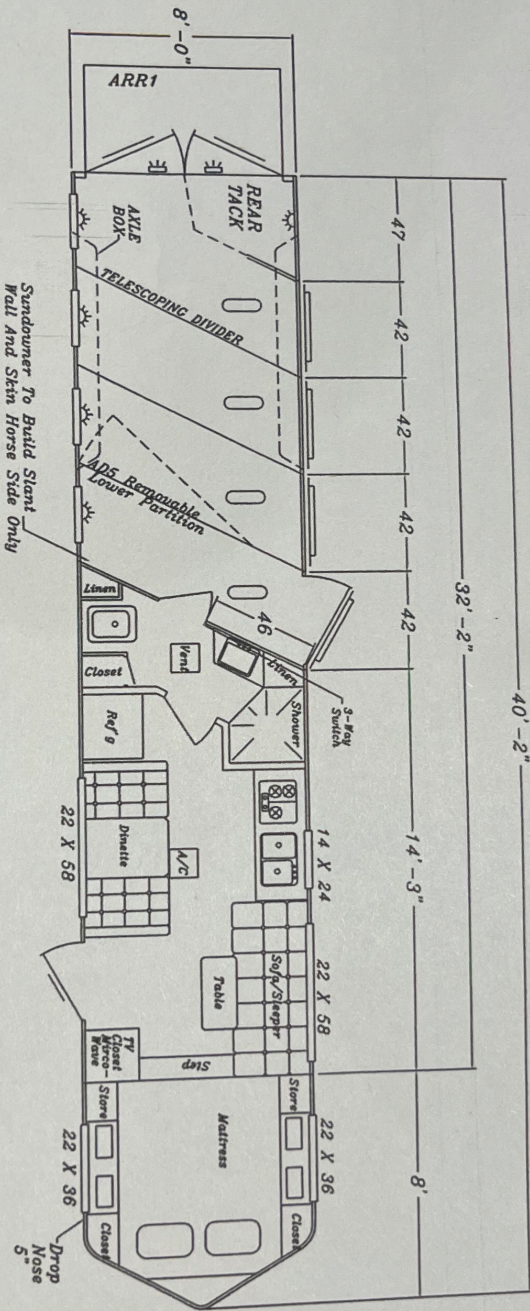 40'-2"
32'-2"
47
42
42
42
42
14'-3"
8'
8'-0"
ARR1
REAR
TACK
AXLE
BOX
TELESCOPING DIVIDER
AD5 Removable
Lower Partition
Sundowner To Build Slant
Wall And Skin Horse Side Only
46
Linen
Linen
3-Way
Switch
Vent
Closet
Shower
Ref g
14 X 24
22 X 58
Dinette
A/C
22 X 58
Sofa/Sleeper
Table
TV
Closet
Mirco-
Wave
Step
Store
Store
Mattress
22 X 36
22 X 36
Closet
Closet
Drop
Nose
5"